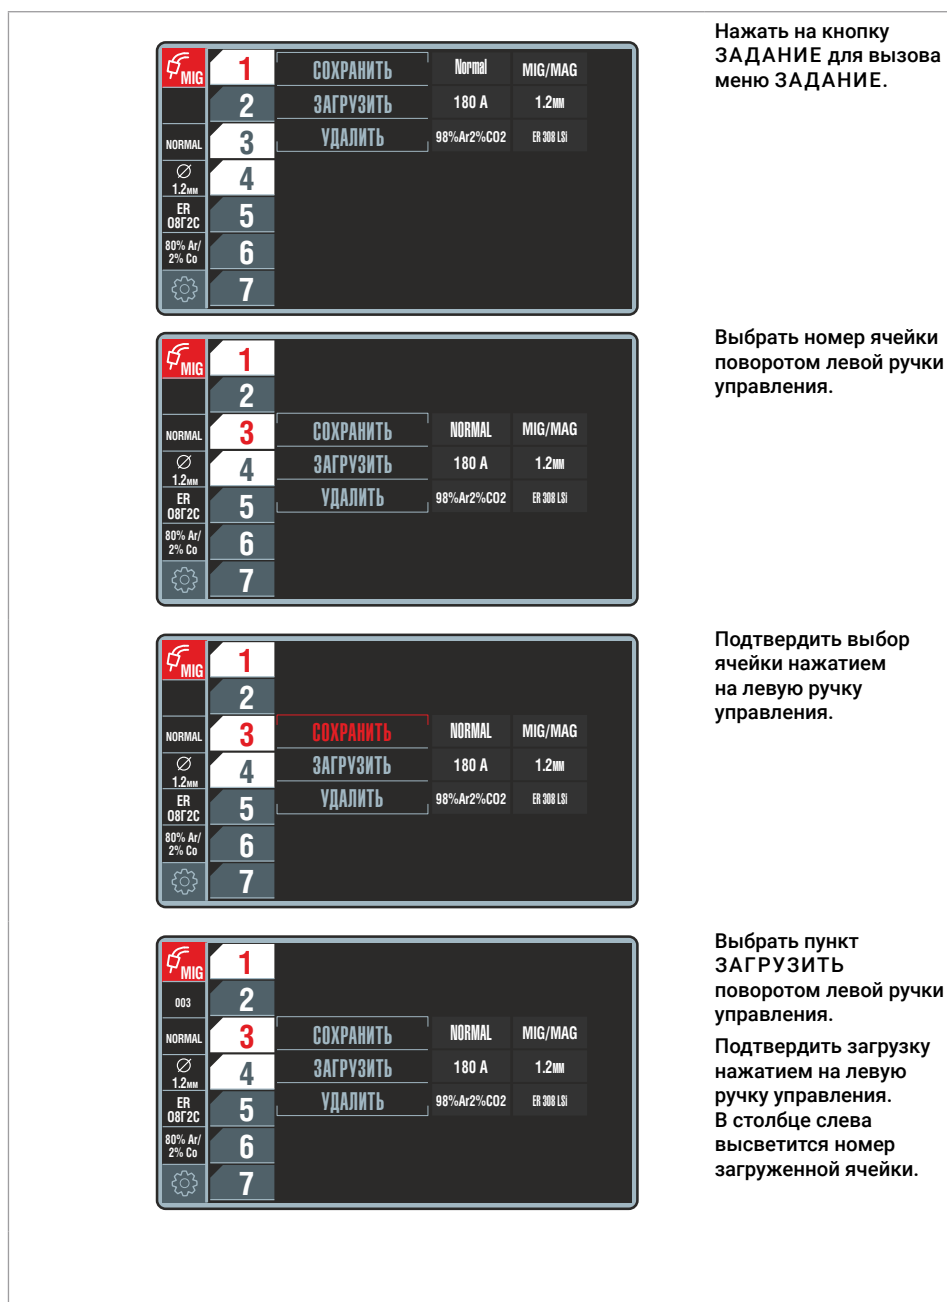 MIG
1
СОХРАНИТЬ
Normal
MIG/MAG
2
ЗАГРУЗИТЬ
180 А
1.2мм
NORMAL
3
УДАЛИТЬ
98%Ar2%CO2
ER 308 LSi
Ø
1.2мм
4
ER
08Г2С
5
80% Ar/
2% Co
6
7
Нажать на кнопку
ЗАДАНИЕ для вызова
меню ЗАДАНИЕ.
MIG
1
2
NORMAL
3
СОХРАНИТЬ
NORMAL
MIG/MAG
Ø
1.2мм
4
ЗАГРУЗИТЬ
180 А
1.2мм
ER
08Г2С
5
УДАЛИТЬ
98%Ar2%CO2
ER 308 LSi
80% Ar/
2% Co
6
7
Выбрать номер ячейки
поворотом левой ручки
управления.
MIG
1
2
NORMAL
3
СОХРАНИТЬ
NORMAL
MIG/MAG
Ø
1.2мм
4
ЗАГРУЗИТЬ
180 А
1.2мм
ER
08Г2С
5
УДАЛИТЬ
98%Ar2%CO2
ER 308 LSi
80% Ar/
2% Co
6
7
Подтвердить выбор
ячейки нажатием
на левую ручку
управления.
MIG
1
003
2
NORMAL
3
СОХРАНИТЬ
NORMAL
MIG/MAG
Ø
1.2мм
4
ЗАГРУЗИТЬ
180 А
1.2мм
ER
08Г2С
5
УДАЛИТЬ
98%Ar2%CO2
ER 308 LSi
80% Ar/
2% Co
6
7
Выбрать пункт
ЗАГРУЗИТЬ
поворотом левой ручки
управления.
Подтвердить загрузку
нажатием на левую
ручку управления.
В столбце слева
высветится номер
загруженной ячейки.